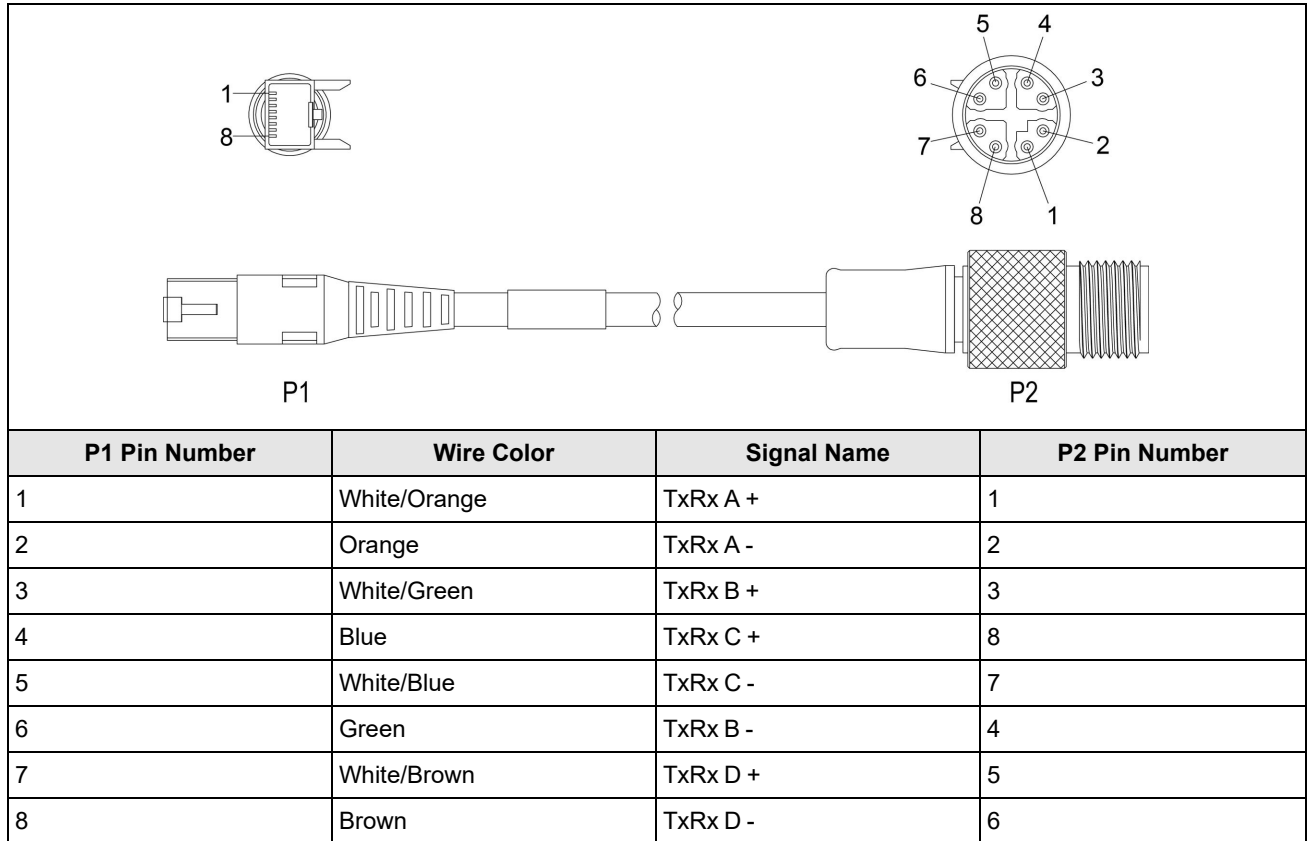 5 4
6 3
1
8
7 2
8 1
P1 P2
P1 Pin Number Wire Color Signal Name P2 Pin Number
1 White/Orange TxRx A + 1
2 Orange TxRx A - 2
3 White/Green TxRx B + 3
4 Blue TxRx C + 8
5 White/Blue TxRx C - 7
6 Green TxRx B - 4
7 White/Brown TxRx D + 5
8 Brown TxRx D - 6